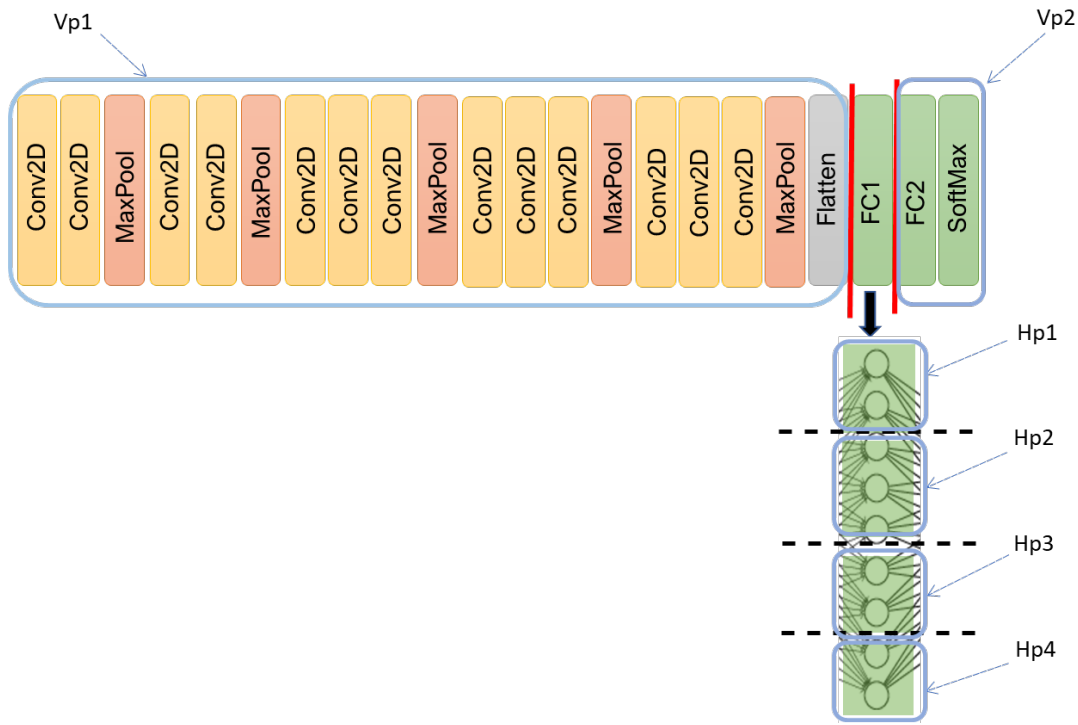 Vp1
Vp2
Conv2D
Conv2D
MaxPool
Conv2D
Conv2D
MaxPool
Conv2D
Conv2D
Conv2D
MaxPool
Conv2D
Conv2D
Conv2D
MaxPool
Conv2D
Conv2D
Conv2D
MaxPool
Flatten
FC1
FC2
SoftMax
Hp1
Hp2
Hp3
Hp4